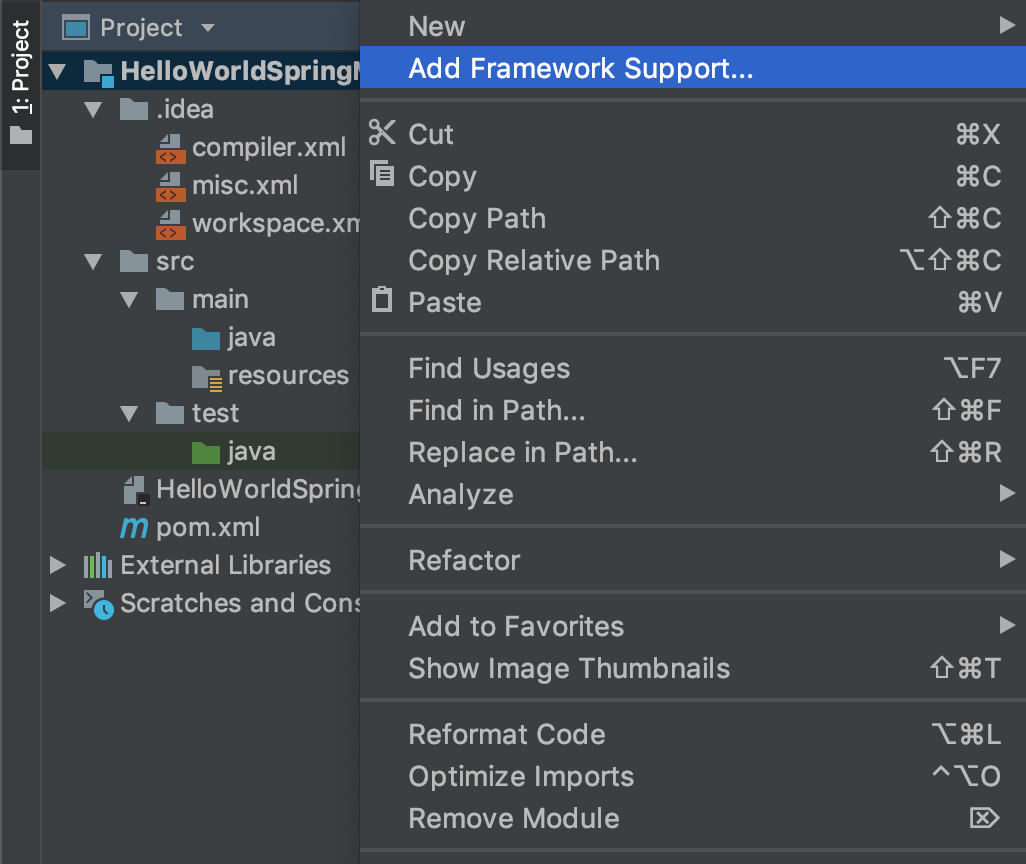 1: Project
Project
HelloWorldSpringM
.idea
compiler.xml
misc.xml
workspace.xm
src
main
java
resources
test
java
HelloWorldSpring
pom.xml
External Libraries
Scratches and Cons
New
Add Framework Support...
Cut ⌘X
Copy ⌘C
Copy Path ⇧⌘C
Copy Relative Path ⌥⇧⌘C
Paste ⌘V
Find Usages ⌥F7
Find in Path... ⇧⌘F
Replace in Path... ⇧⌘R
Analyze
Refactor
Add to Favorites
Show Image Thumbnails ⇧⌘T
Reformat Code ⌥⌘L
Optimize Imports ^⌥O
Remove Module ⌦